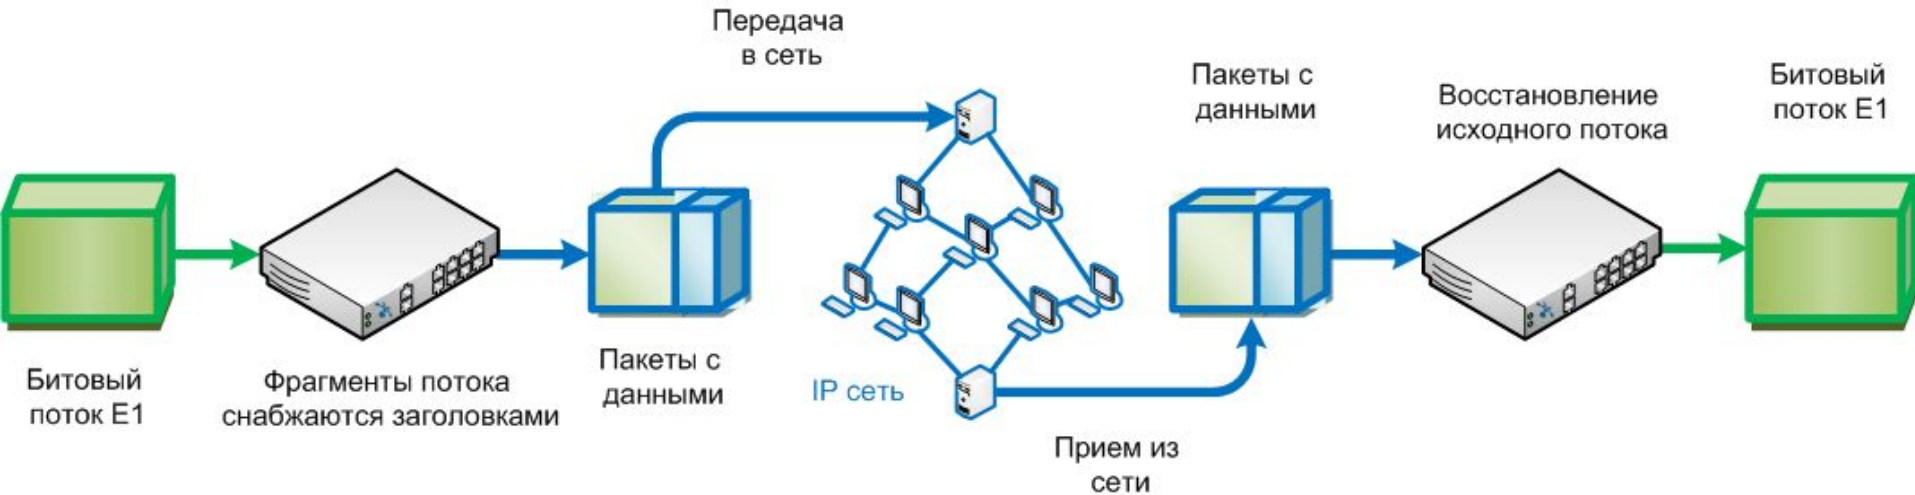 Битовый
поток Е1
Фрагменты потока
снабжаются заголовками
Пакеты с
данными
Передача
в сеть
IP сеть
Прием из
сети
Пакеты с
данными
Восстановление
исходного потока
Битовый
поток Е1